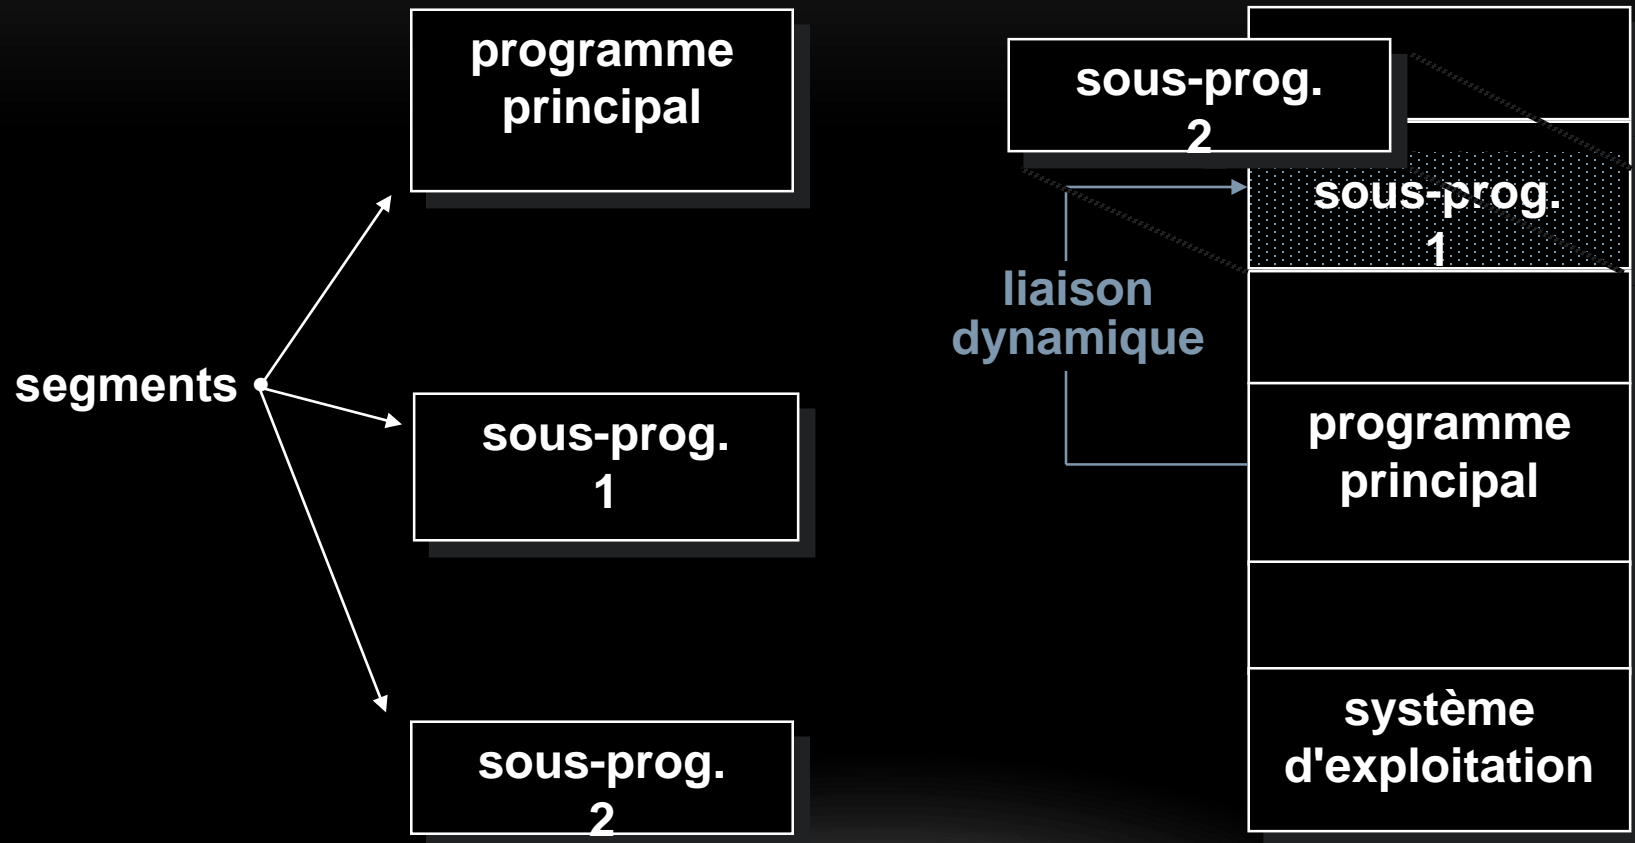 programme
principal
segments
sous-prog.
1
sous-prog.
2
sous-prog.
2
sous-prog.
1
liaison
dynamique
programme
principal
système
d'exploitation